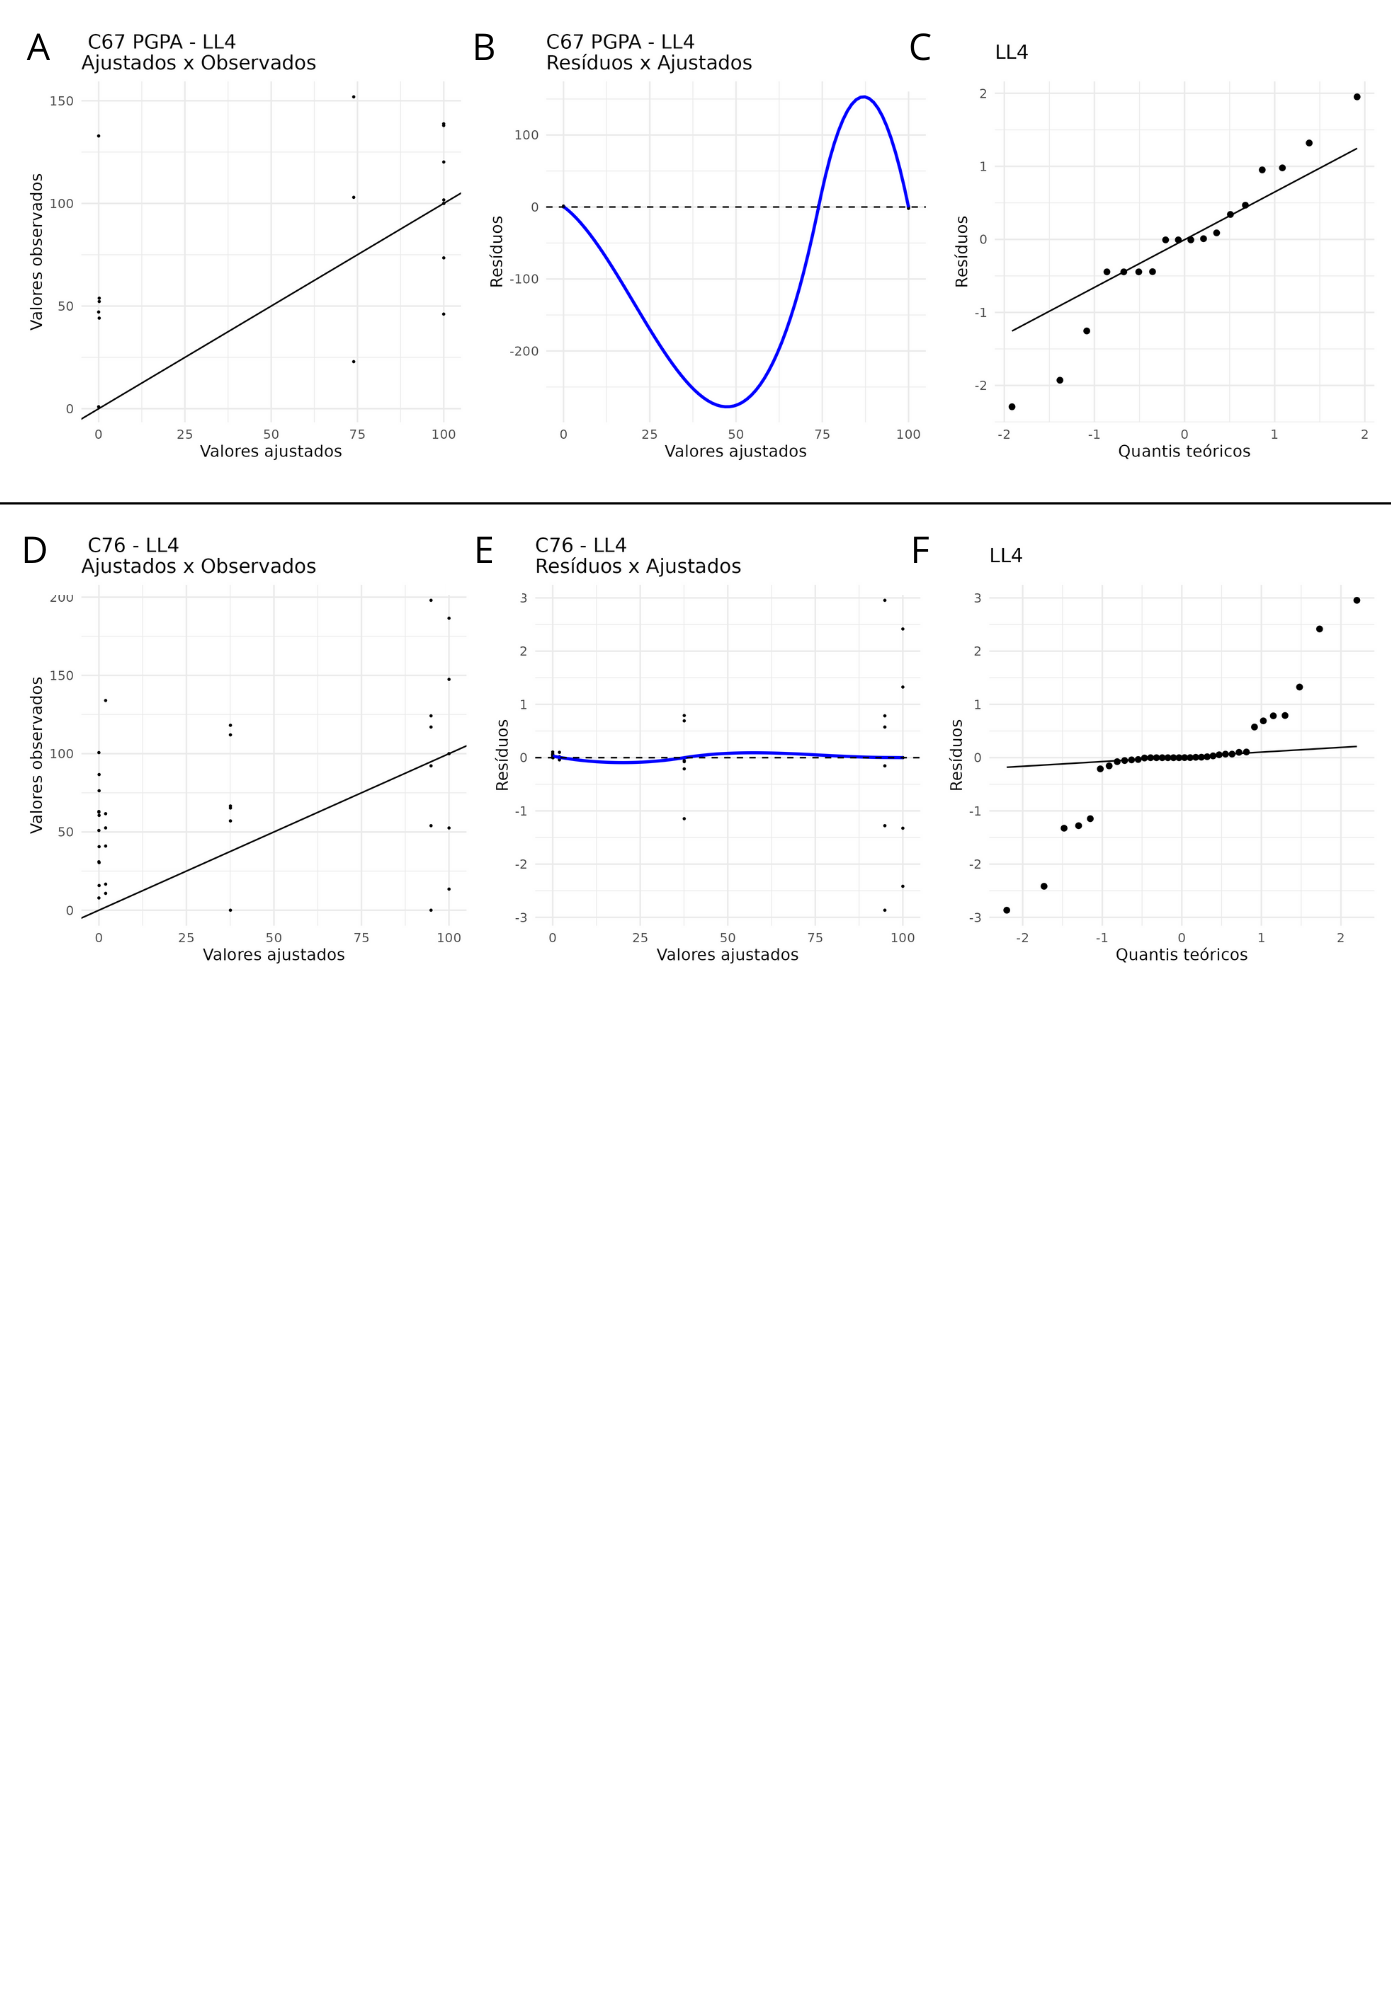 A
C67 PGPA - LL4
Ajustados x Observados
150
100
50
0
0 25 50 75 100
Valores observados
Valores ajustados
B
C67 PGPA - LL4
Resíduos x Ajustados
100
0
-100
-200
0 25 50 75 100
Resíduos
Valores ajustados
C
LL4
2
1
0
-1
-2
-2 -1 0 1 2
Resíduos
Quantis teóricos
D
C76 - LL4
Ajustados x Observados
200
150
100
50
0
0 25 50 75 100
Valores observados
Valores ajustados
E
C76 - LL4
Resíduos x Ajustados
3
2
1
0
-1
-2
-3
0 25 50 75 100
Resíduos
Valores ajustados
F
LL4
3
2
1
0
-1
-2
-3
-2 -1 0 1 2
Resíduos
Quantis teóricos